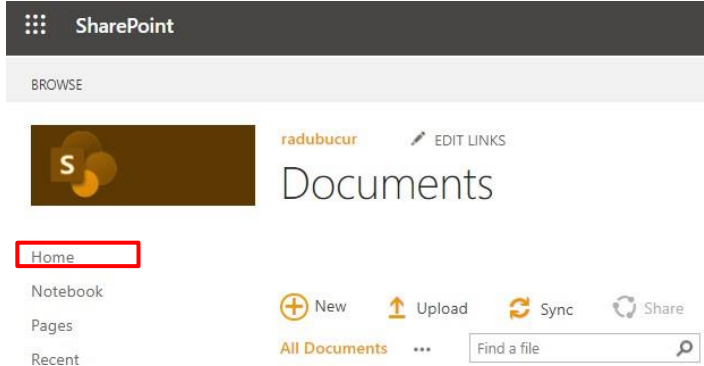 SharePoint
BROWSE
S
radubucur EDIT LINKS
Documents
Home
Notebook
Pages
Recent
New Upload Sync Share
All Documents ... Find a file